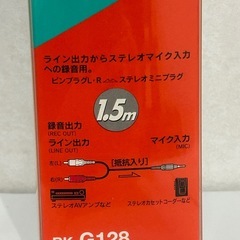 ライン出力からステレオマイク入力
への録音用。
ピンプラグL・R ステレオミニプラグ
1.5m
録音出力
(REC OUT)
ライン出力
(LINE OUT)
マイク入力
(MIC)
[抵抗入り]
R(右)
L(左)
ステレオAVアンプなど
ステレオカセットコーダーなど
RK-G128